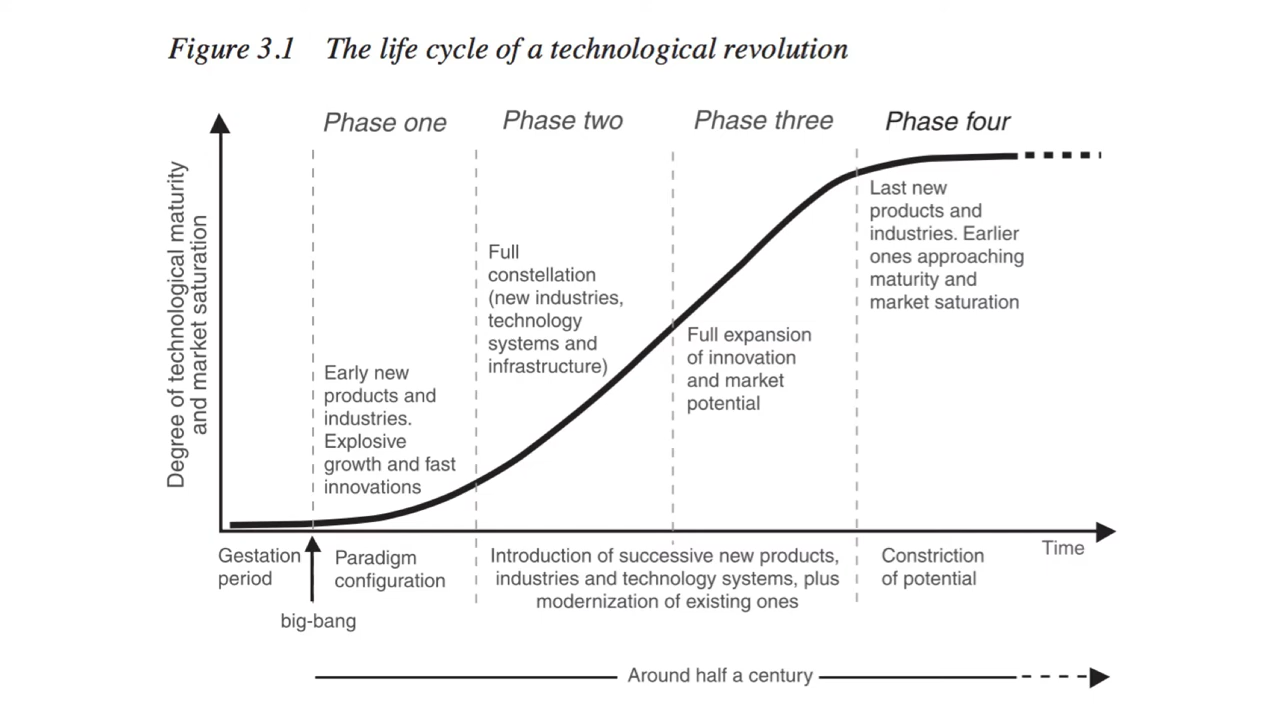 Figure 3.1 The life cycle of a technological revolution
Phase one
Phase two
Phase three
Phase four
Degree of technological maturity
and market saturation
Early new
products and
industries.
Explosive
growth and fast
innovations
Full
constellation
(new industries,
technology
systems and
infrastructure)
Full expansion
of innovation
and market
potential
Last new
products and
industries. Earlier
ones approaching
maturity and
market saturation
Gestation
period
big-bang
Paradigm
configuration
Introduction of successive new products,
industries and technology systems, plus
modernization of existing ones
Constriction
of potential
Time
Around half a century